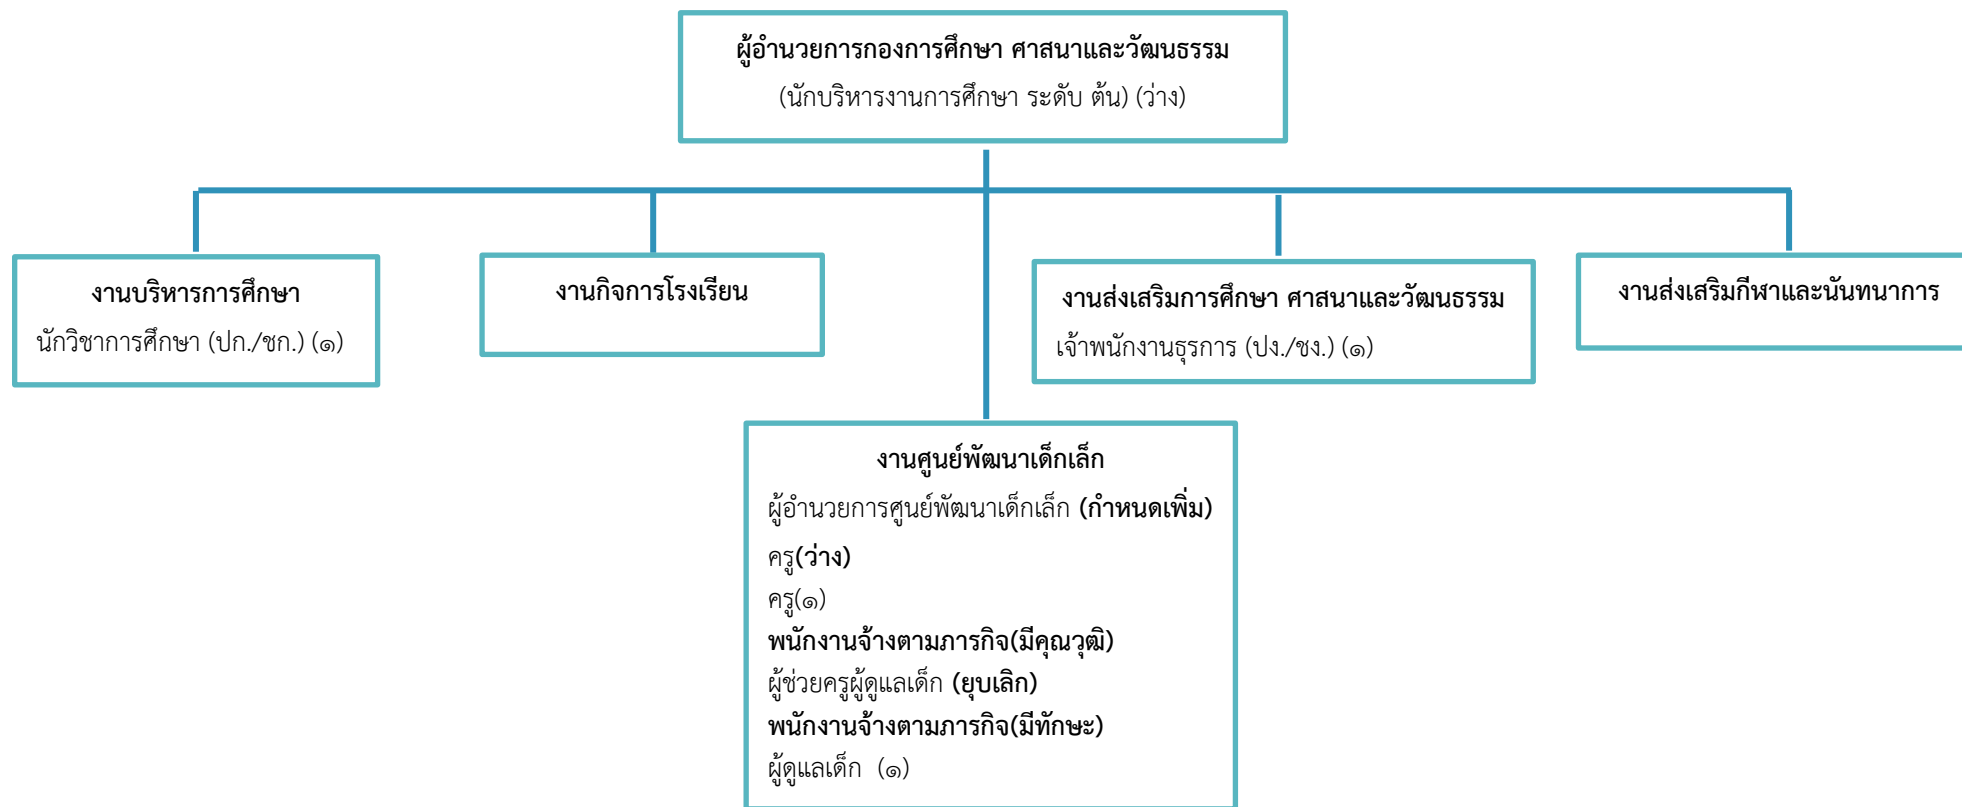 ผู้อำนวยการกองการศึกษา ศาสนาและวัฒนธรรม
(นักบริหารงานการศึกษา ระดับ ต้น) (ว่าง)
งานบริหารการศึกษา
นักวิชาการศึกษา (ปก./ชก.) (๑)
งานกิจการโรงเรียน
งานส่งเสริมการศึกษา ศาสนาและวัฒนธรรม
เจ้าพนักงานธุรการ (ปง./ชง.) (๑)
งานส่งเสริมกีฬาและนันทนาการ
งานศูนย์พัฒนาเด็กเล็ก
ผู้อำนวยการศูนย์พัฒนาเด็กเล็ก (กำหนดเพิ่ม)
ครู(ว่าง)
ครู(๑)
พนักงานจ้างตามภารกิจ(มีคุณวุฒิ)
ผู้ช่วยครูผู้ดูแลเด็ก (ยุบเลิก)
พนักงานจ้างตามภารกิจ(มีทักษะ)
ผู้ดูแลเด็ก (๑)